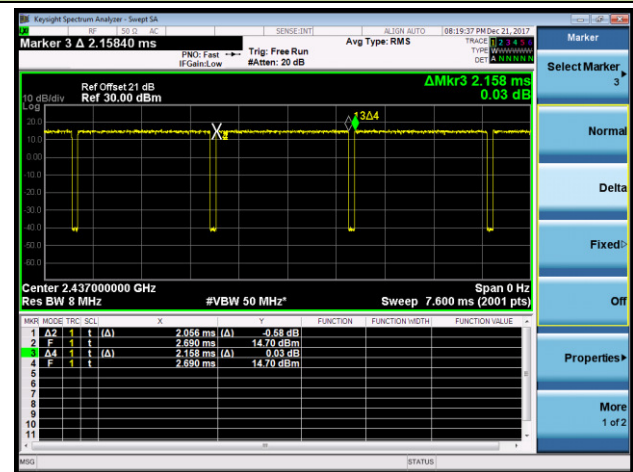 Keysight Spectrum Analyzer - Swept SA
RF 50 Ω AC SENSE:INT ALIGN AUTO 08:19:37 PM Dec 21, 2017
Marker 3 Δ 2.15840 ms
PNO: Fast
IFGain:Low
Trig: Free Run
#Atten: 20 dB
Avg Type: RMS
TRACE 1 2 3 4 5 6
TYPE WWWWWW
DET A N N N N N
Ref Offset 21 dB
Ref 30.00 dBm
10 dB/div
Log
ΔMkr3 2.158 ms
0.03 dB
20.0
10.0
0.00
-10.0
-20.0
-30.0
-40.0
-50.0
-60.0
X
13Δ4
Center 2.437000000 GHz
Span 0 Hz
Res BW 8 MHz
#VBW 50 MHz*
Sweep 7.600 ms (2001 pts)
MKR MODE TRC SCL X Y FUNCTION FUNCTION WIDTH FUNCTION VALUE
1 Δ2 1 t (Δ) 2.056 ms (Δ) -0.58 dB
2 F 1 t 2.690 ms 14.70 dBm
3 Δ4 1 t (Δ) 2.158 ms (Δ) 0.03 dB
4 F 1 t 2.690 ms 14.70 dBm
5
6
7
8
9
10
11
MSG
STATUS
Marker
Select Marker
3
Normal
Delta
Fixed
Off
Properties
More
1 of 2